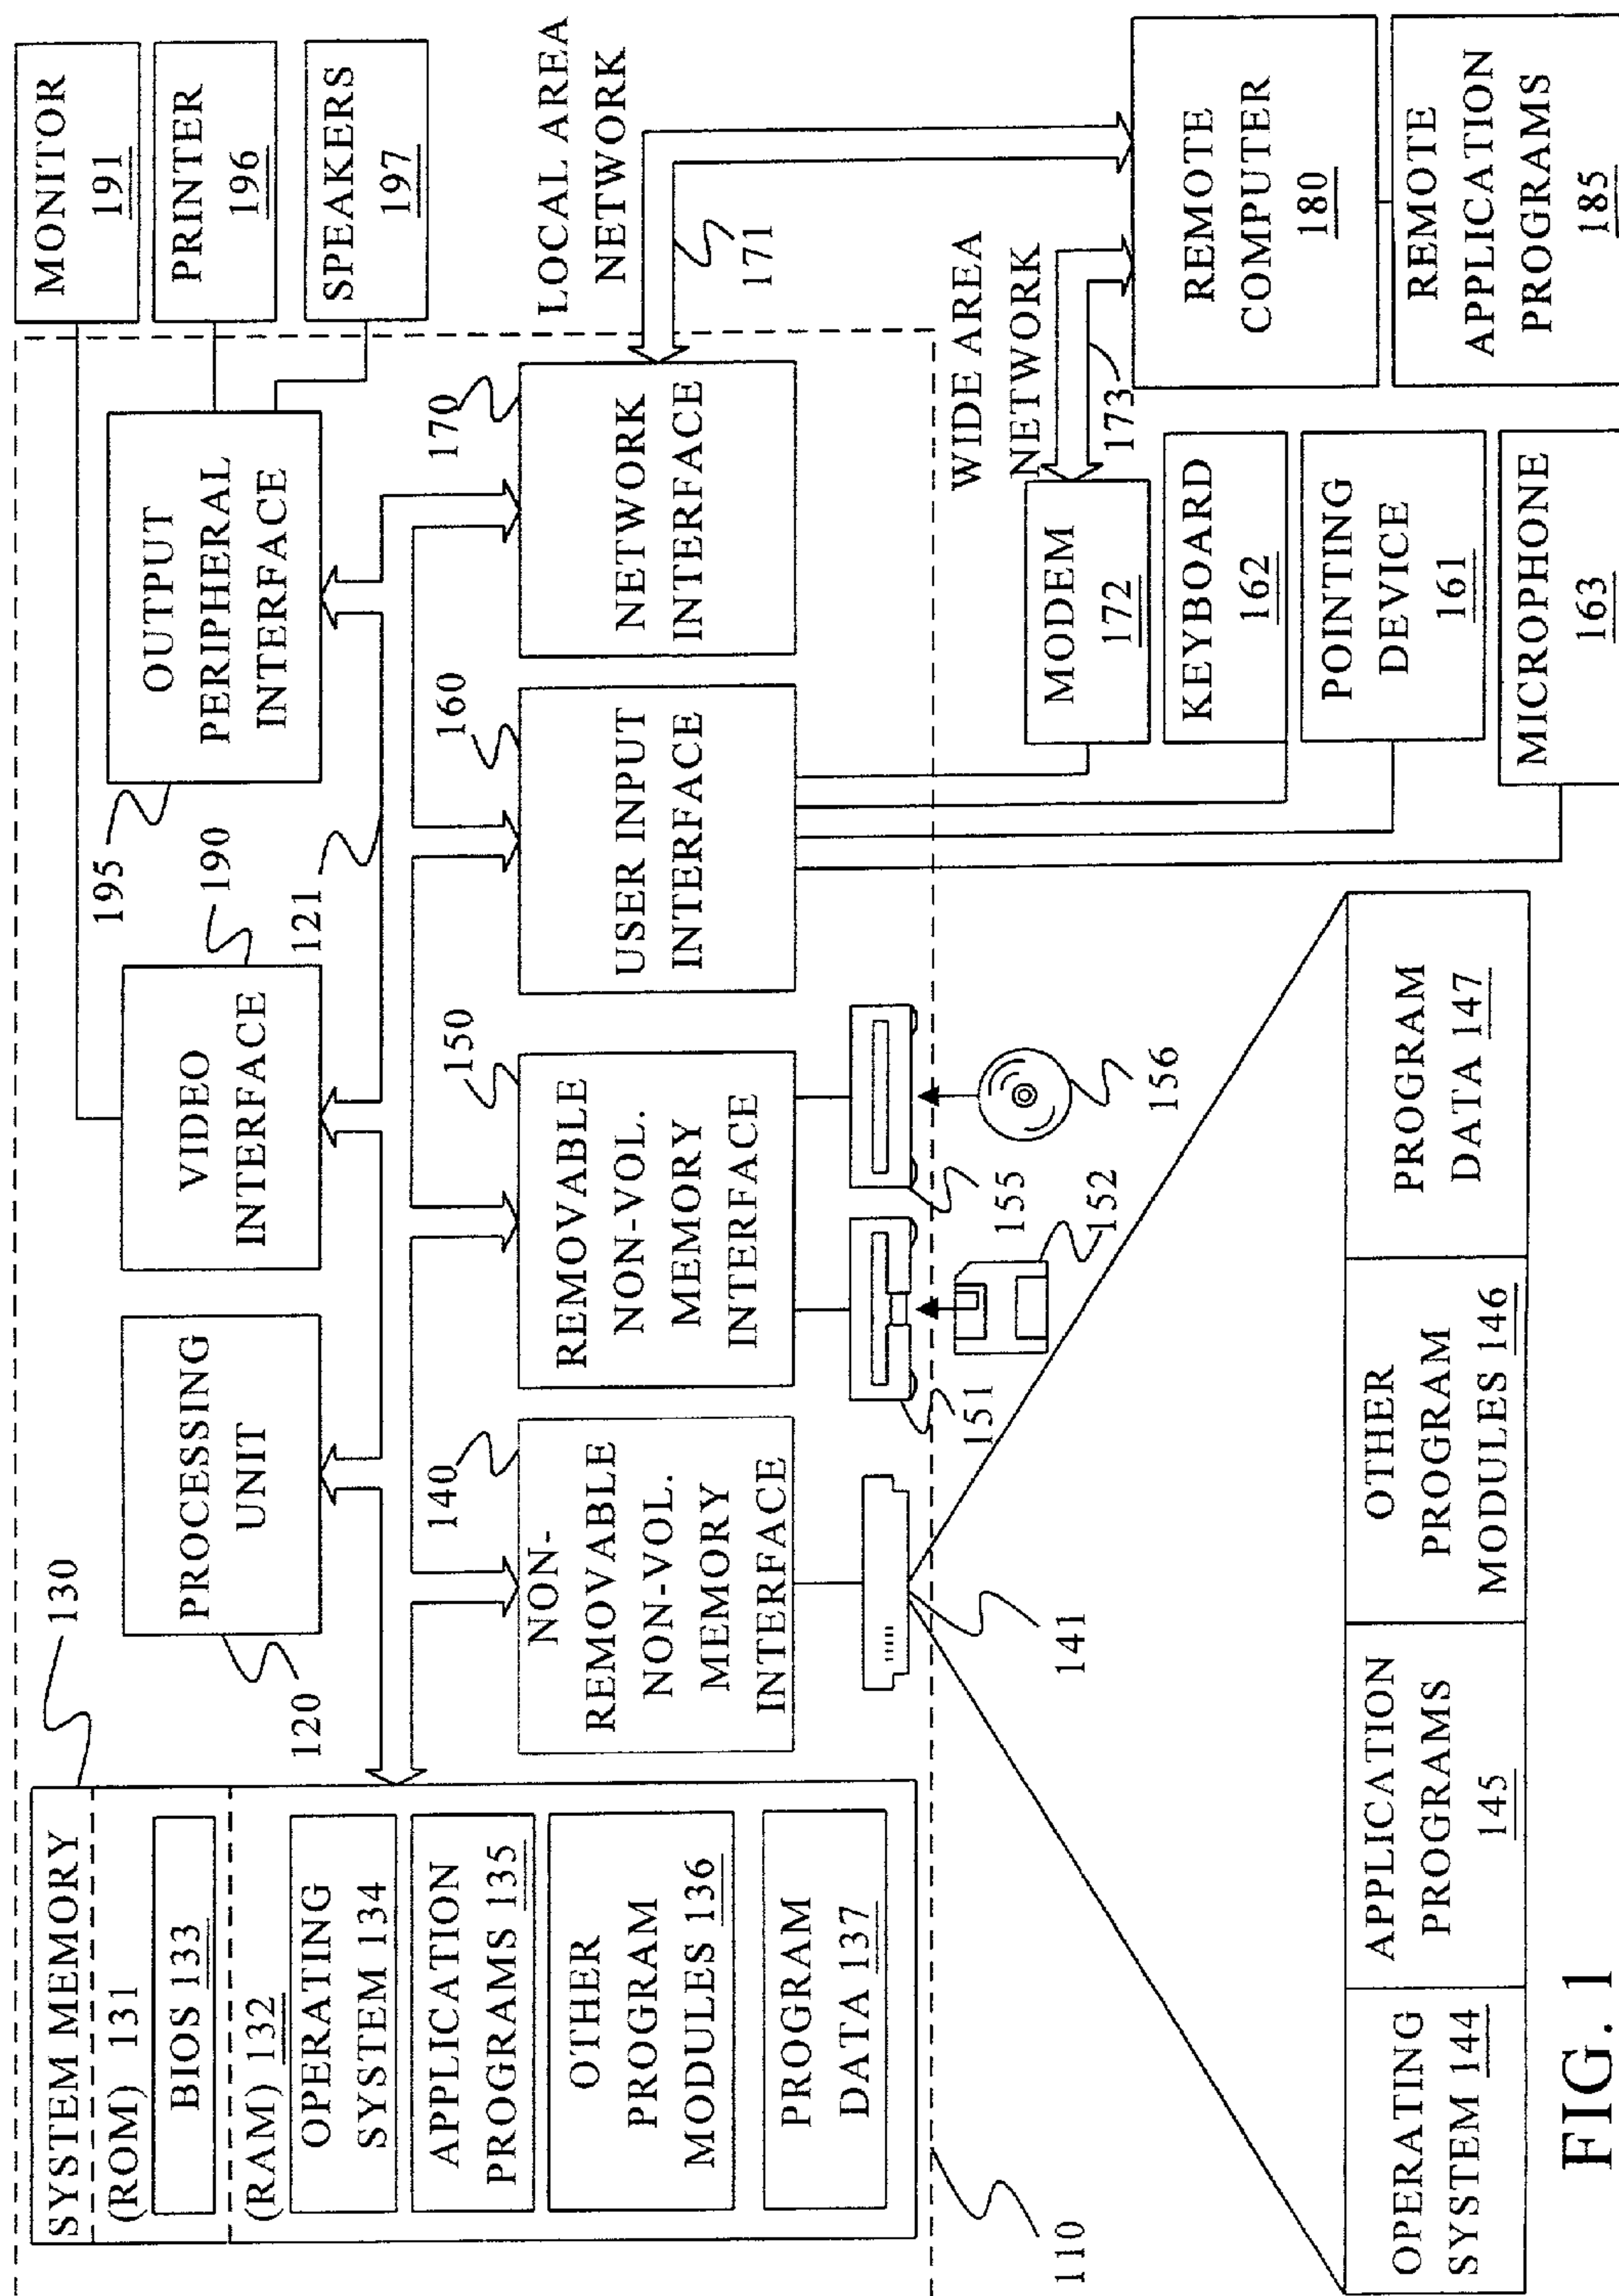 SYSTEM MEMORY
(ROM) 131
BIOS 133
(RAM) 132
OPERATING
SYSTEM 134
APPLICATION
PROGRAMS 135
OTHER
PROGRAM
MODULES 136
PROGRAM
DATA 137
130
120
PROCESSING
UNIT
VIDEO
INTERFACE
190
121
195
OUTPUT
PERIPHERAL
INTERFACE
MONITOR
191
PRINTER
196
SPEAKERS
197
140
NON-
REMOVABLE
NON-VOL.
MEMORY
INTERFACE
150
REMOVABLE
NON-VOL.
MEMORY
INTERFACE
160
USER INPUT
INTERFACE
170
NETWORK
INTERFACE
LOCAL AREA
NETWORK
171
110
141
151
152
155
156
WIDE AREA
NETWORK
173
MODEM
172
KEYBOARD
162
POINTING
DEVICE
161
MICROPHONE
163
REMOTE
COMPUTER
180
REMOTE
APPLICATION
PROGRAMS
185
OPERATING
SYSTEM 144
APPLICATION
PROGRAMS
145
OTHER
PROGRAM
MODULES 146
PROGRAM
DATA 147
FIG. 1